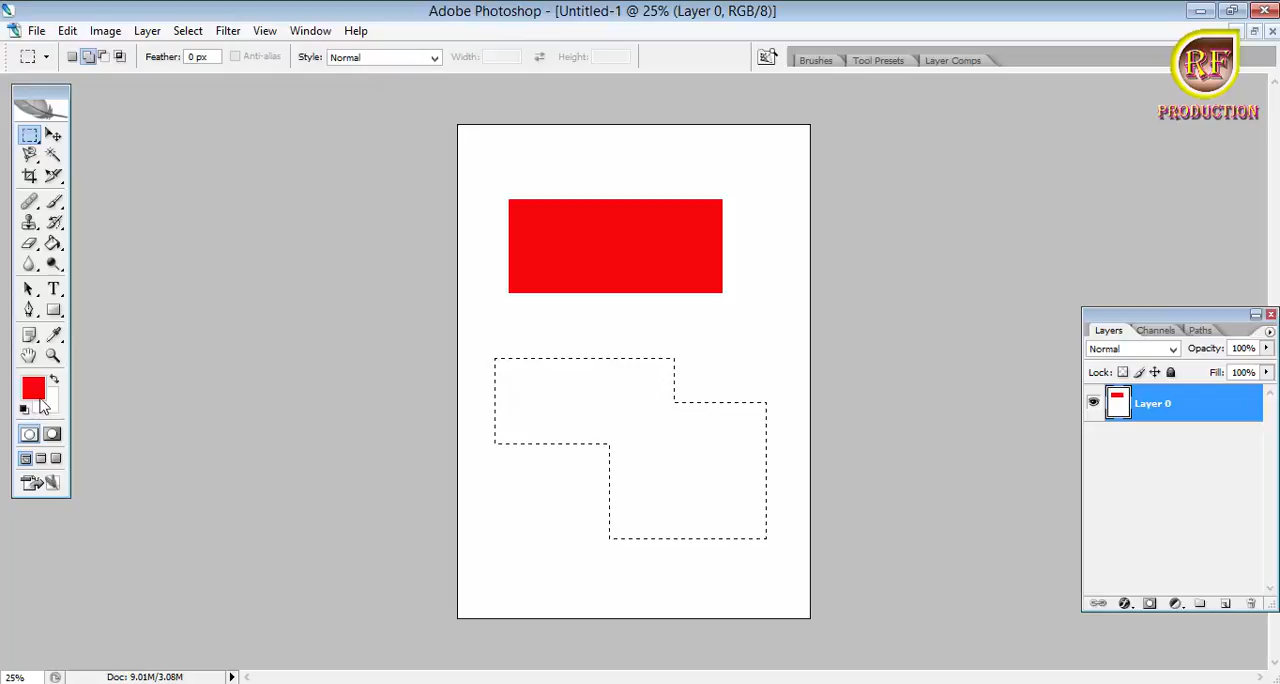 Adobe Photoshop - [Untitled-1 @ 25% (Layer 0, RGB/8)]
File Edit Image Layer Select Filter View Window Help
Feather: 0 px Anti-alias Style: Normal Width: Height: Brushes Tool Presets Layer Comps
RF
PRODUCTION
Layers Channels Paths
Normal Opacity: 100%
Lock: Fill: 100%
Layer 0
T
25% Doc: 9.01M/3.08M